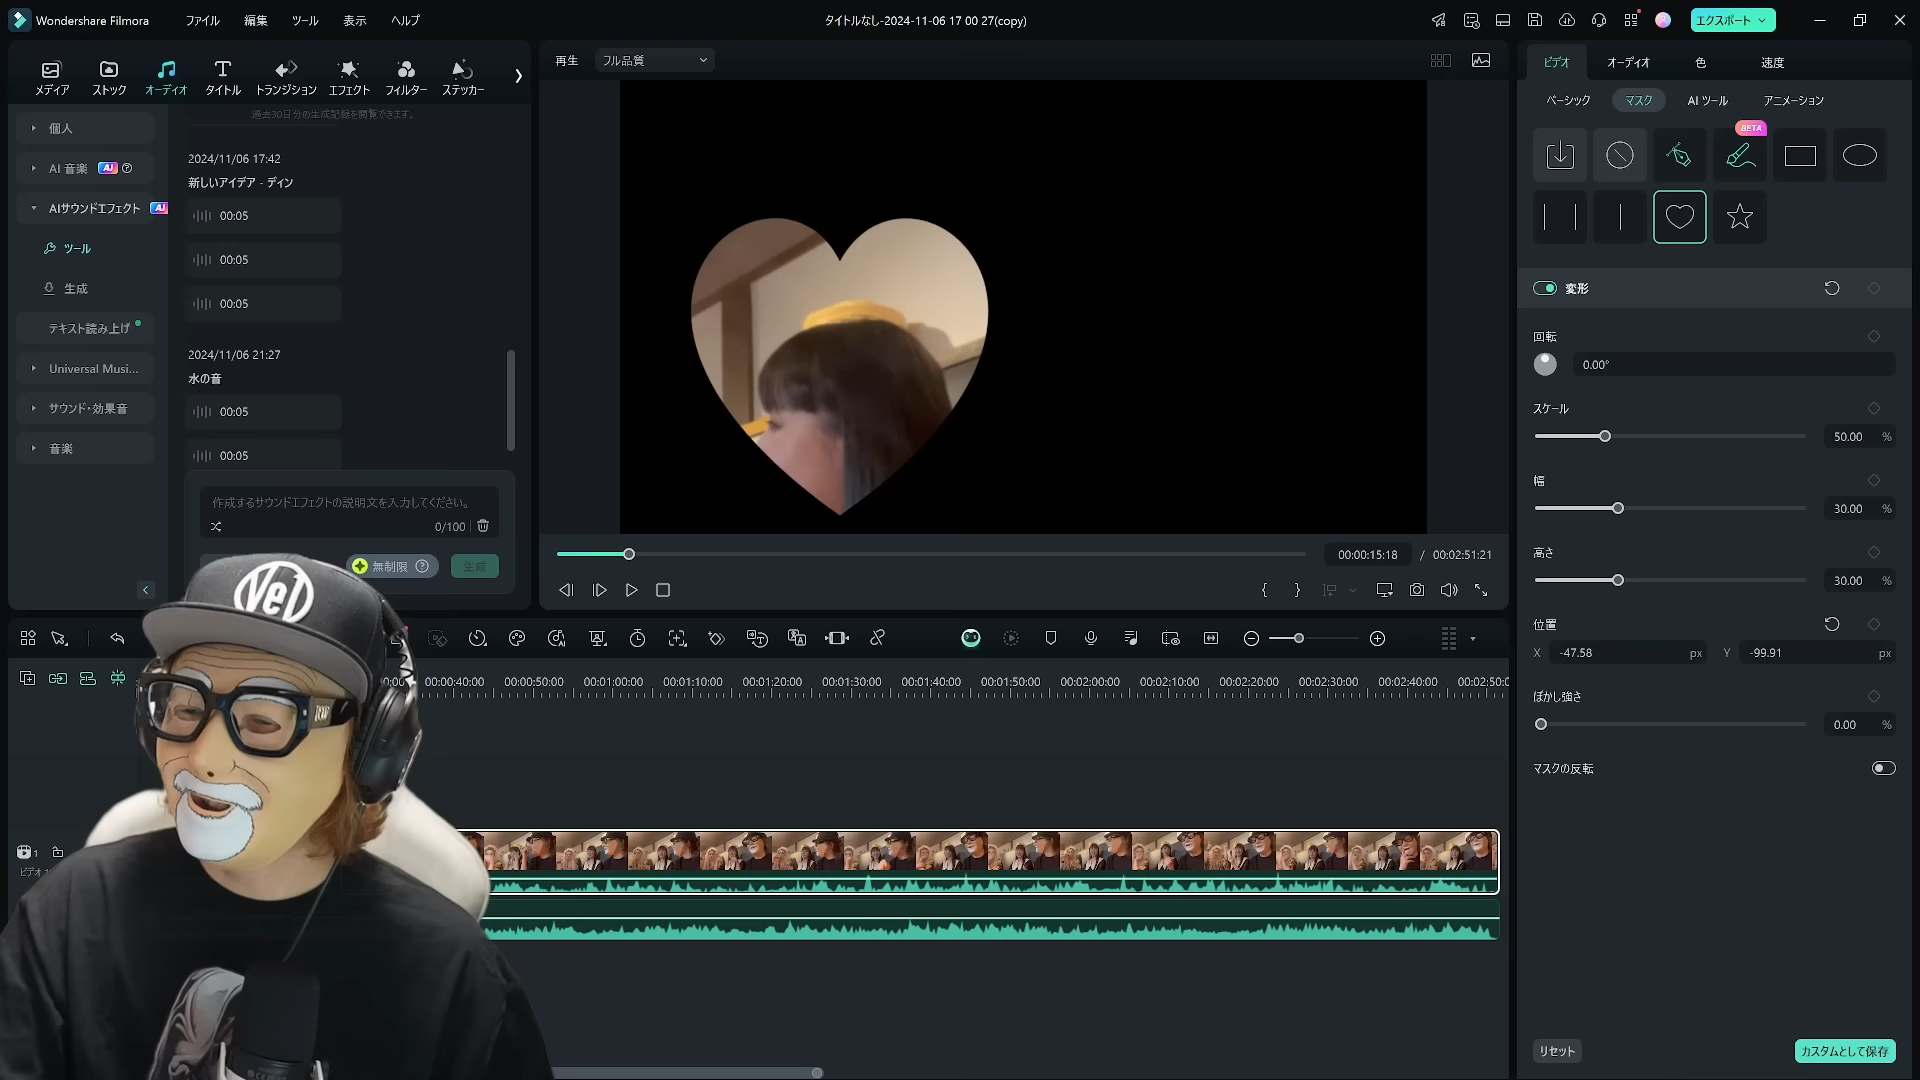 Wondershare Filmora
ファイル
編集
ツール
表示
ヘルプ
タイトルなし-2024-11-06 17 00 27(copy)
エクスポート
メディア
ストック
オーディオ
タイトル
トランジション
エフェクト
フィルター
ステッカー
過去30日分の生成記録を閲覧できます。
個人
AI 音楽
AI
AIサウンドエフェクト
AI
ツール
生成
テキスト読み上げ
Universal Musi...
サウンド・効果音
音楽
2024/11/06 17:42
新しいアイデア - ディン
00:05
00:05
00:05
2024/11/06 21:27
水の音
00:05
00:05
作成するサウンドエフェクトの説明文を入力してください。
0/100
無制限
生成
再生
フル品質
00:00:15:18 / 00:02:51:21
ビデオ
オーディオ
色
速度
ベーシック
マスク
AI ツール
アニメーション
BETA
変形
回転
0.00°
スケール
50.00 %
幅
30.00 %
高さ
30.00 %
位置
X -47.58 px Y -99.91 px
ぼかし強さ
0.00 %
マスクの反転
リセット
カスタムとして保存
00:00:40:00 00:00:50:00 00:01:00:00 00:01:10:00 00:01:20:00 00:01:30:00 00:01:40:00 00:01:50:00 00:02:00:00 00:02:10:00 00:02:20:00 00:02:30:00 00:02:40:00 00:02:50:0
1
ビデオ
Vet